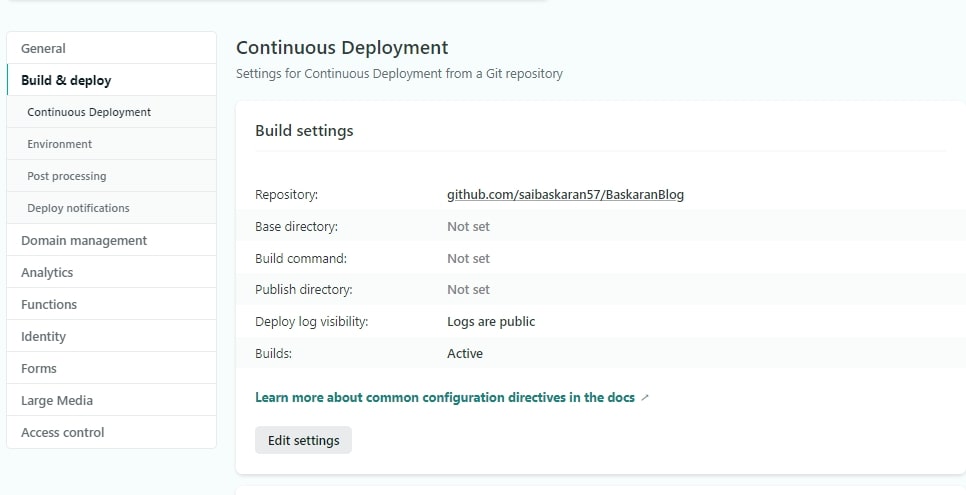 General
Build & deploy
Continuous Deployment
Environment
Post processing
Deploy notifications
Domain management
Analytics
Functions
Identity
Forms
Large Media
Access control
Continuous Deployment
Settings for Continuous Deployment from a Git repository
Build settings
Repository: github.com/saibaskaran57/BaskaranBlog
Base directory: Not set
Build command: Not set
Publish directory: Not set
Deploy log visibility: Logs are public
Builds: Active
Learn more about common configuration directives in the docs ↗
Edit settings